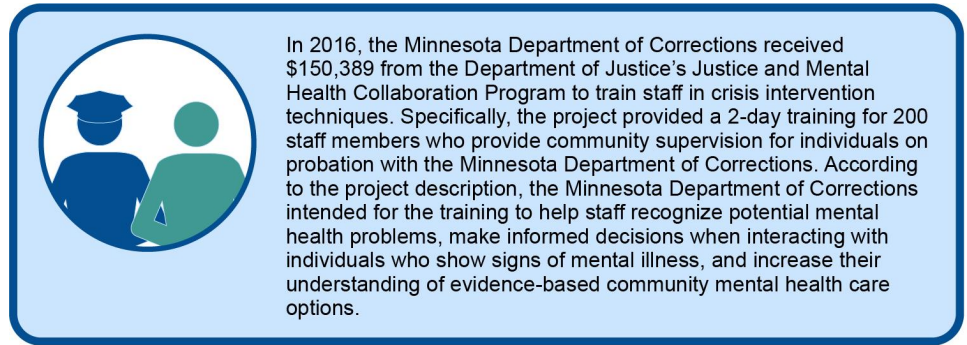 In 2016, the Minnesota Department of Corrections received
$150,389 from the Department of Justice's Justice and Mental
Health Collaboration Program to train staff in crisis intervention
techniques. Specifically, the project provided a 2-day training for 200
staff members who provide community supervision for individuals on
probation with the Minnesota Department of Corrections. According
to the project description, the Minnesota Department of Corrections
intended for the training to help staff recognize potential mental
health problems, make informed decisions when interacting with
individuals who show signs of mental illness, and increase their
understanding of evidence-based community mental health care
options.